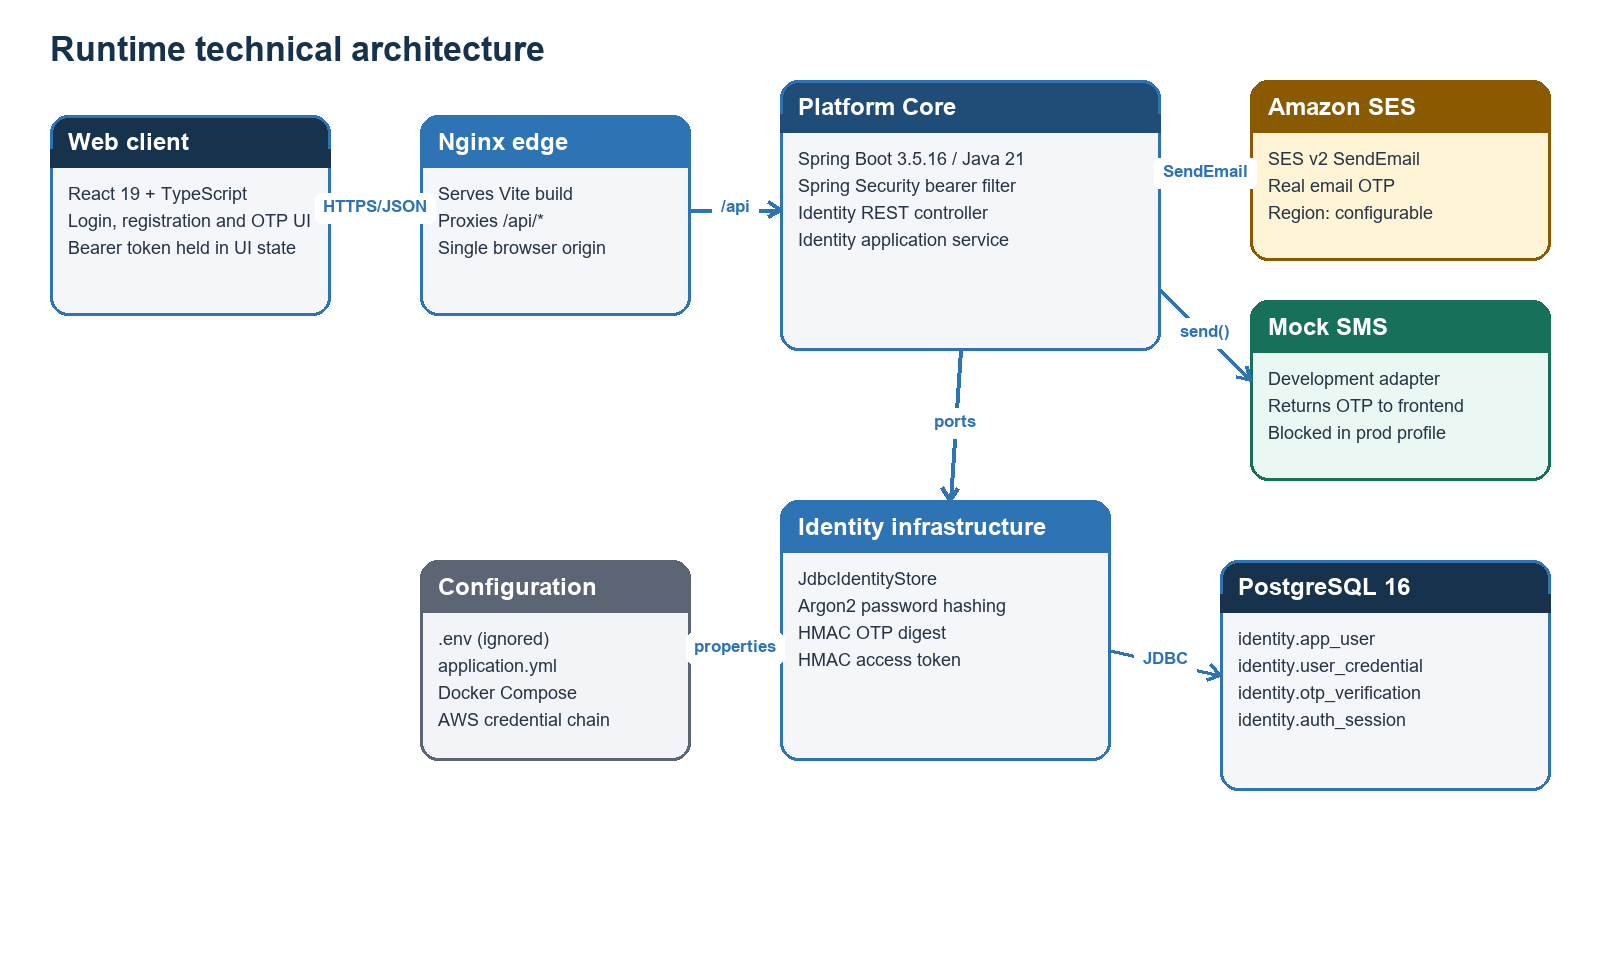 Runtime technical architecture
Web client
React 19 + TypeScript
Login, registration and OTP UI
Bearer token held in UI state
HTTPS/JSON
Nginx edge
Serves Vite build
Proxies /api/*
Single browser origin
/api
Platform Core
Spring Boot 3.5.16 / Java 21
Spring Security bearer filter
Identity REST controller
Identity application service
SendEmail
Amazon SES
SES v2 SendEmail
Real email OTP
Region: configurable
send()
Mock SMS
Development adapter
Returns OTP to frontend
Blocked in prod profile
ports
Configuration
.env (ignored)
application.yml
Docker Compose
AWS credential chain
properties
Identity infrastructure
JdbcIdentityStore
Argon2 password hashing
HMAC OTP digest
HMAC access token
JDBC
PostgreSQL 16
identity.app_user
identity.user_credential
identity.otp_verification
identity.auth_session